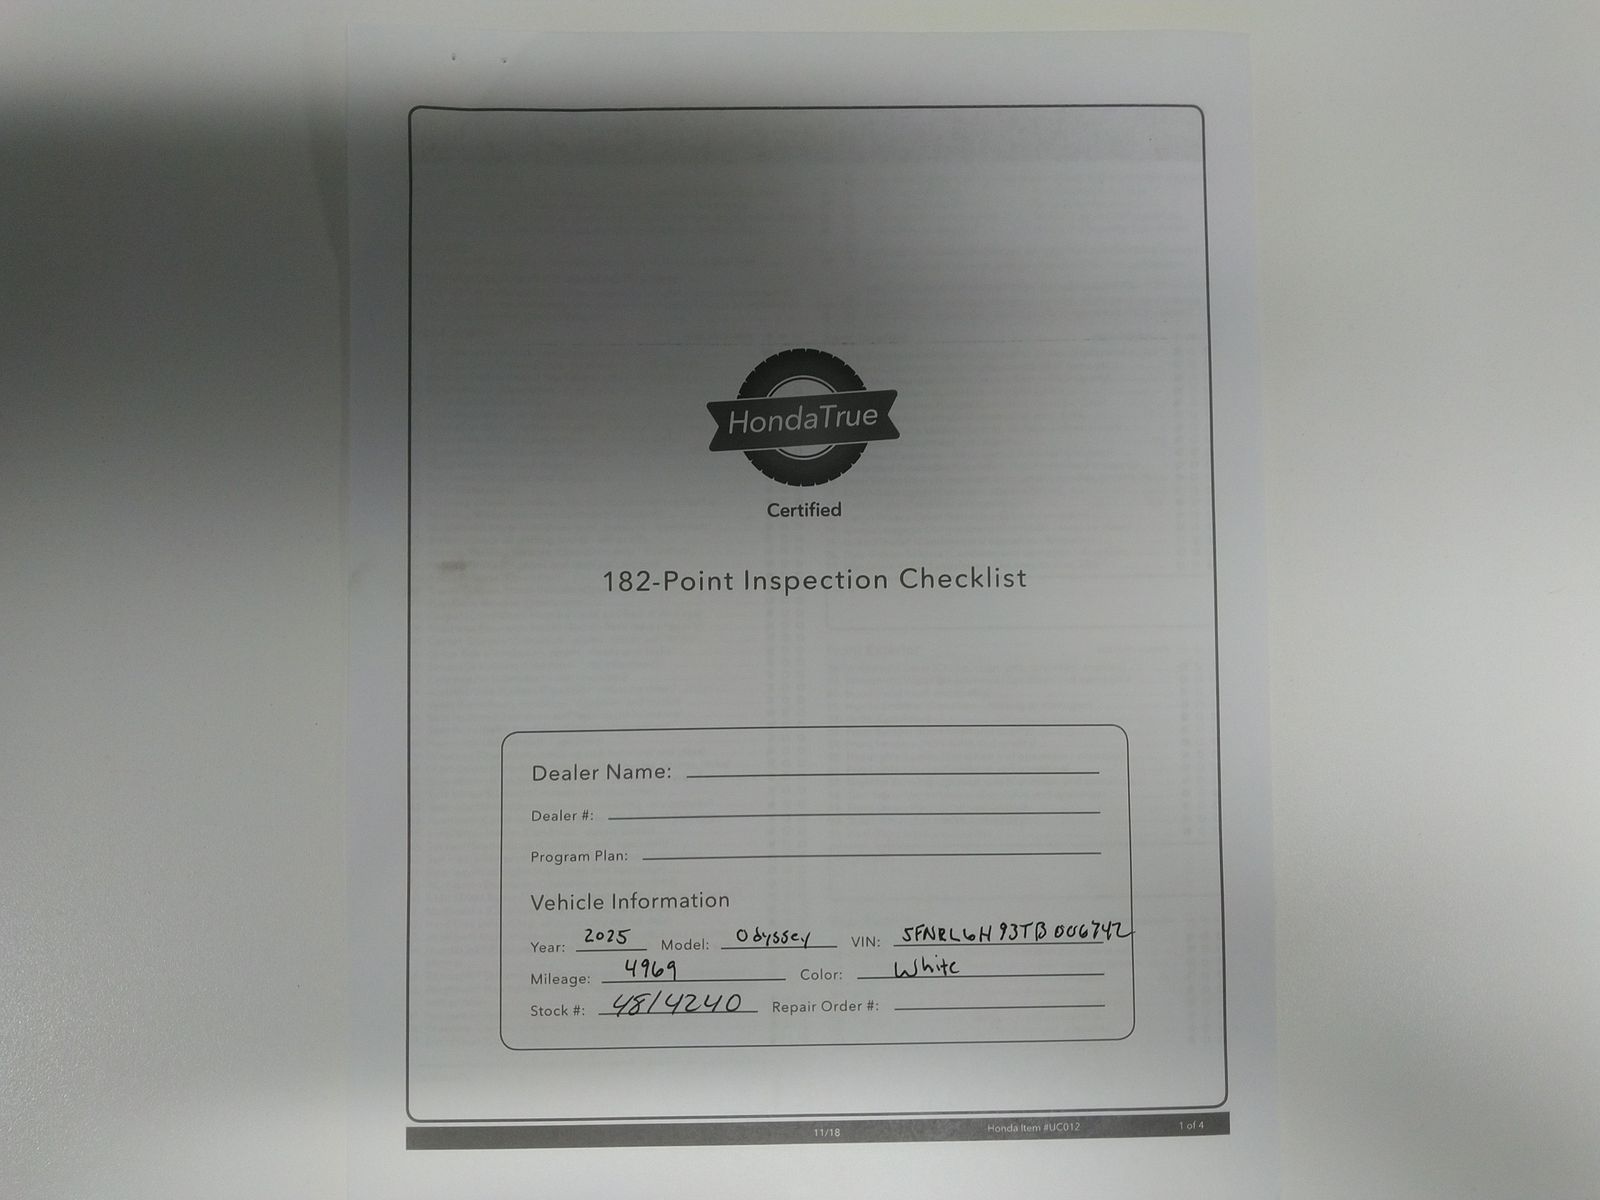 HondaTrue
Certified
182-Point Inspection Checklist
Dealer Name:
Dealer #:
Program Plan:
Vehicle Information
Year: 2025 Model: Odyssey VIN: 5FNRL6H93TB006742
Mileage: 4969 Color: White
Stock #: 4814240 Repair Order #:
11/18 Honda Item #UC012 1 of 4